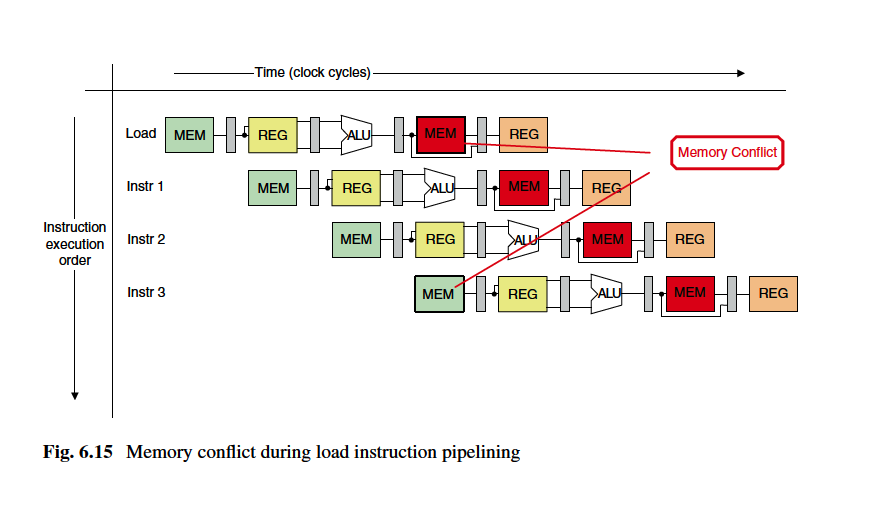 Time (clock cycles)
Load MEM REG ALU MEM REG
Memory Conflict
Instr 1 MEM REG ALU MEM REG
Instruction
execution
order
Instr 2 MEM REG ALU MEM REG
Instr 3 MEM REG ALU MEM REG
Fig. 6.15 Memory conflict during load instruction pipelining